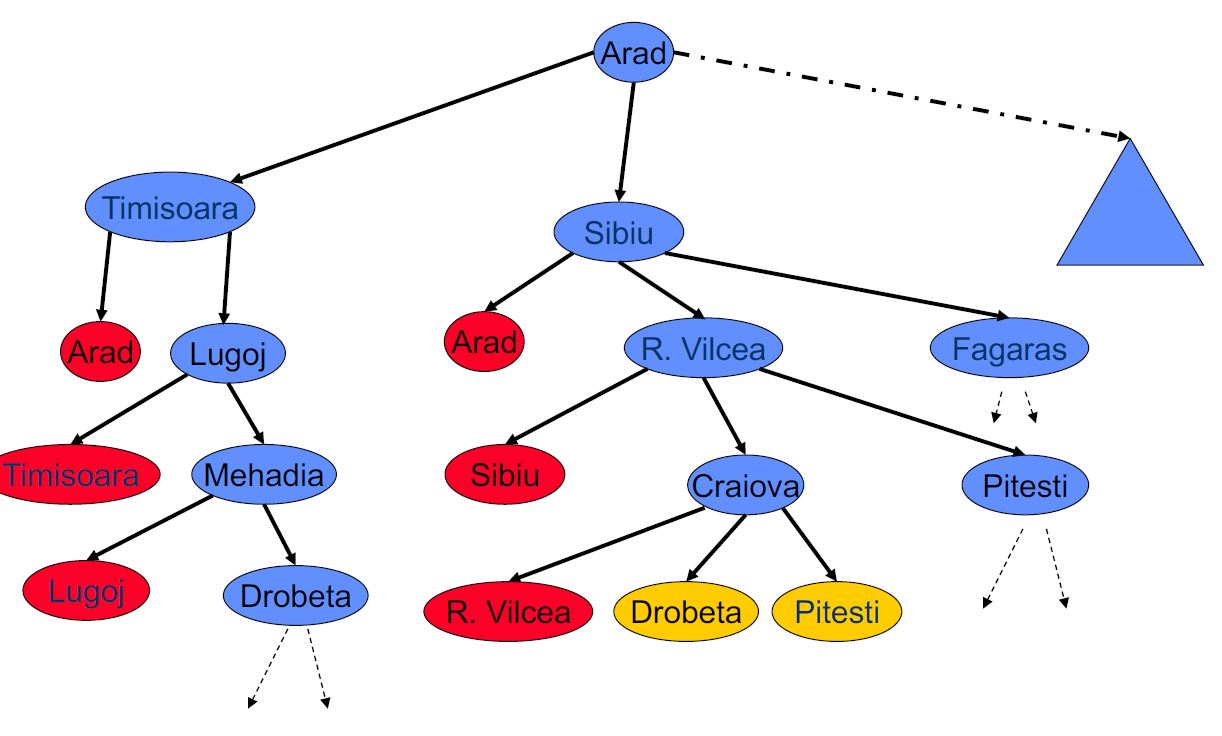 Arad
Timisoara
Sibiu
Arad
Lugoj
Arad
R. Vilcea
Fagaras
Timisoara
Mehadia
Sibiu
Craiova
Pitesti
Lugoj
Drobeta
R. Vilcea
Drobeta
Pitesti